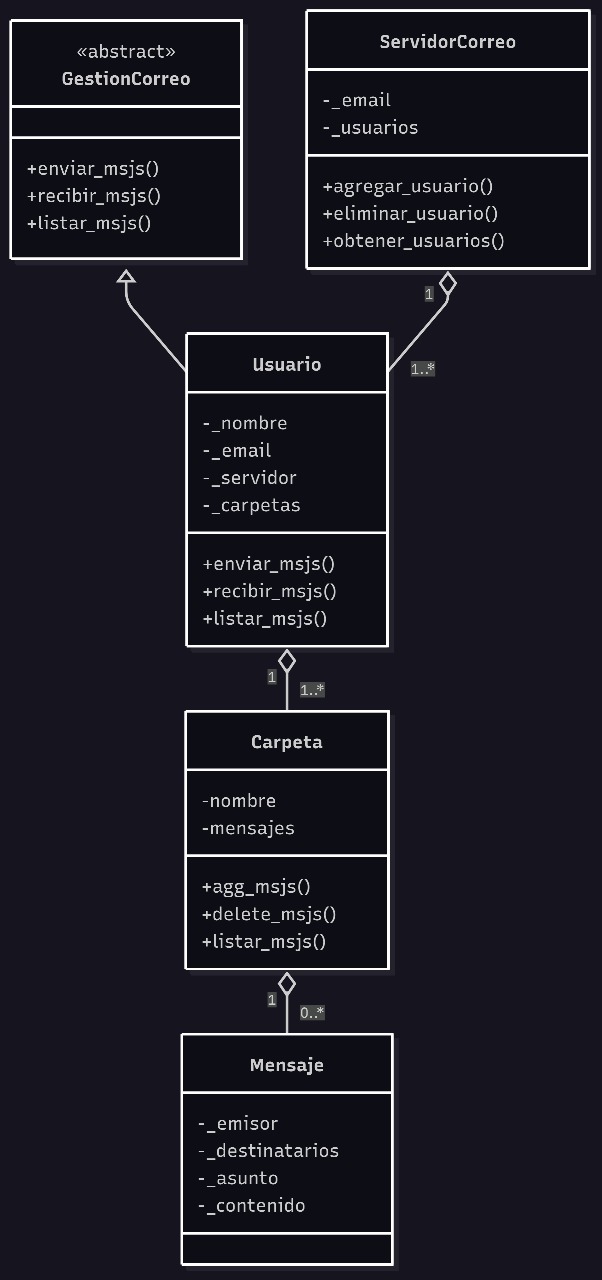 «abstract»
GestionCorreo
+enviar_msjs()
+recibir_msjs()
+listar_msjs()
ServidorCorreo
-_email
-_usuarios
+agregar_usuario()
+eliminar_usuario()
+obtener_usuarios()
1
1..*
Usuario
-_nombre
-_email
-_servidor
-_carpetas
+enviar_msjs()
+recibir_msjs()
+listar_msjs()
1
1..*
Carpeta
-nombre
-mensajes
+agg_msjs()
+delete_msjs()
+listar_msjs()
1
0..*
Mensaje
-_emisor
-_destinatarios
-_asunto
-_contenido